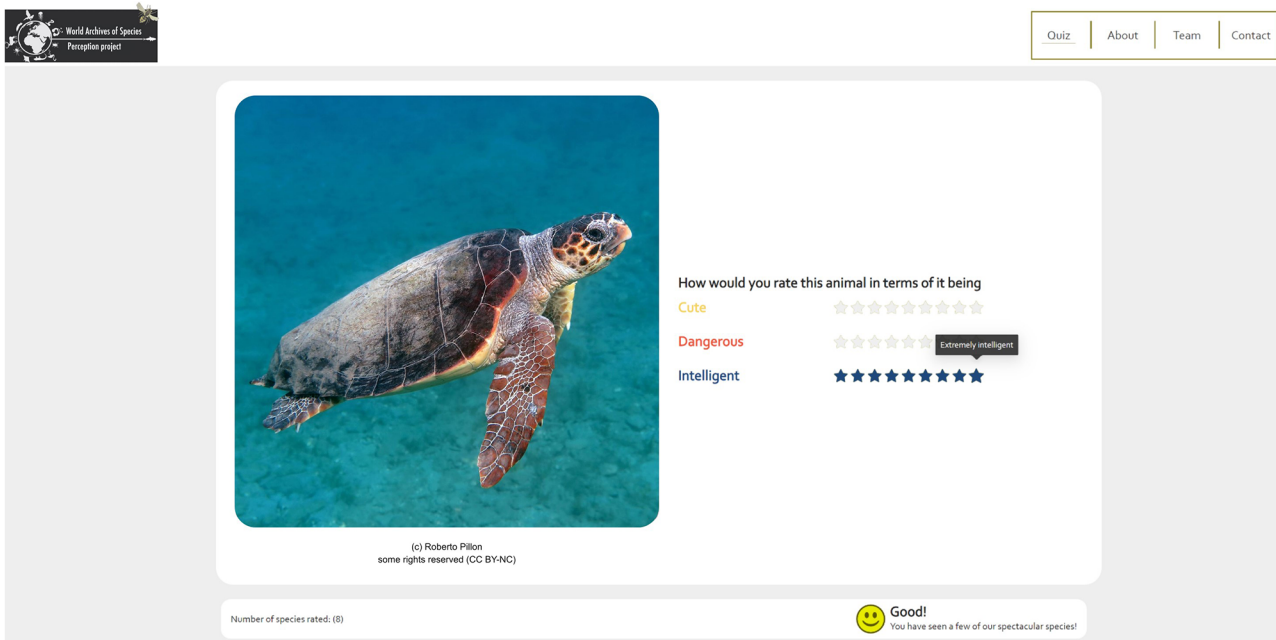 World Archives of Species
Perception project
Quiz
About
Team
Contact
How would you rate this animal in terms of it being
Cute
Dangerous
Extremely intelligent
Intelligent
(c) Roberto Pillon
some rights reserved (CC BY-NC)
Number of species rated: (8)
Good!
You have seen a few of our spectacular species!